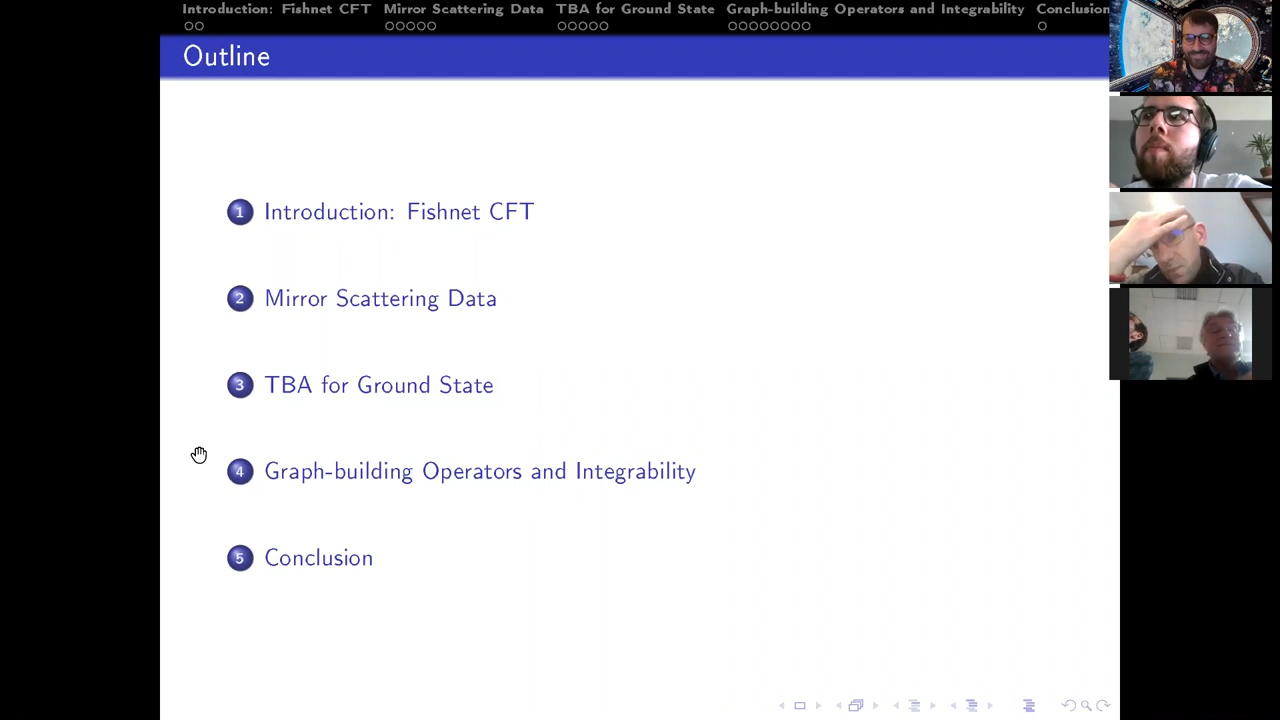 Introduction: Fishnet CFT Mirror Scattering Data TBA for Ground State Graph-building Operators and Integrability Conclusion
Outline
1 Introduction: Fishnet CFT
2 Mirror Scattering Data
3 TBA for Ground State
4 Graph-building Operators and Integrability
5 Conclusion